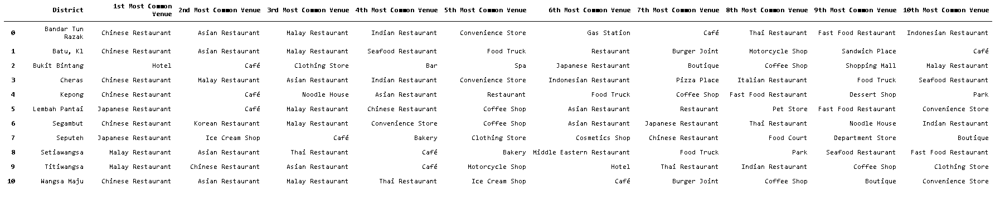 District 1st Most Common Venue 2nd Most Common Venue 3rd Most Common Venue 4th Most Common Venue 5th Most Common Venue 6th Most Common Venue 7th Most Common Venue 8th Most Common Venue 9th Most Common Venue 10th Most Common Venue
0 Bandar Tun Razak Chinese Restaurant Asian Restaurant Malay Restaurant Indian Restaurant Convenience Store Gas Station Café Thai Restaurant Fast Food Restaurant Indonesian Restaurant
1 Batu, Kl Chinese Restaurant Asian Restaurant Malay Restaurant Seafood Restaurant Food Truck Restaurant Burger Joint Motorcycle Shop Sandwich Place Café
2 Bukit Bintang Hotel Café Clothing Store Bar Spa Japanese Restaurant Boutique Coffee Shop Shopping Mall Malay Restaurant
3 Cheras Chinese Restaurant Malay Restaurant Asian Restaurant Indian Restaurant Convenience Store Indonesian Restaurant Pizza Place Italian Restaurant Food Truck Seafood Restaurant
4 Kepong Chinese Restaurant Café Noodle House Asian Restaurant Restaurant Food Truck Coffee Shop Fast Food Restaurant Dessert Shop Park
5 Lembah Pantai Japanese Restaurant Café Malay Restaurant Chinese Restaurant Coffee Shop Asian Restaurant Restaurant Pet Store Fast Food Restaurant Convenience Store
6 Segambut Chinese Restaurant Korean Restaurant Malay Restaurant Convenience Store Coffee Shop Asian Restaurant Japanese Restaurant Thai Restaurant Noodle House Indian Restaurant
7 Seputeh Japanese Restaurant Ice Cream Shop Café Bakery Clothing Store Cosmetics Shop Chinese Restaurant Food Court Department Store Boutique
8 Setiawangsa Malay Restaurant Asian Restaurant Thai Restaurant Café Bakery Middle Eastern Restaurant Food Truck Park Seafood Restaurant Fast Food Restaurant
9 Titiwangsa Malay Restaurant Chinese Restaurant Asian Restaurant Café Motorcycle Shop Hotel Thai Restaurant Indian Restaurant Coffee Shop Clothing Store
10 Wangsa Maju Chinese Restaurant Asian Restaurant Malay Restaurant Thai Restaurant Ice Cream Shop Café Burger Joint Coffee Shop Boutique Convenience Store